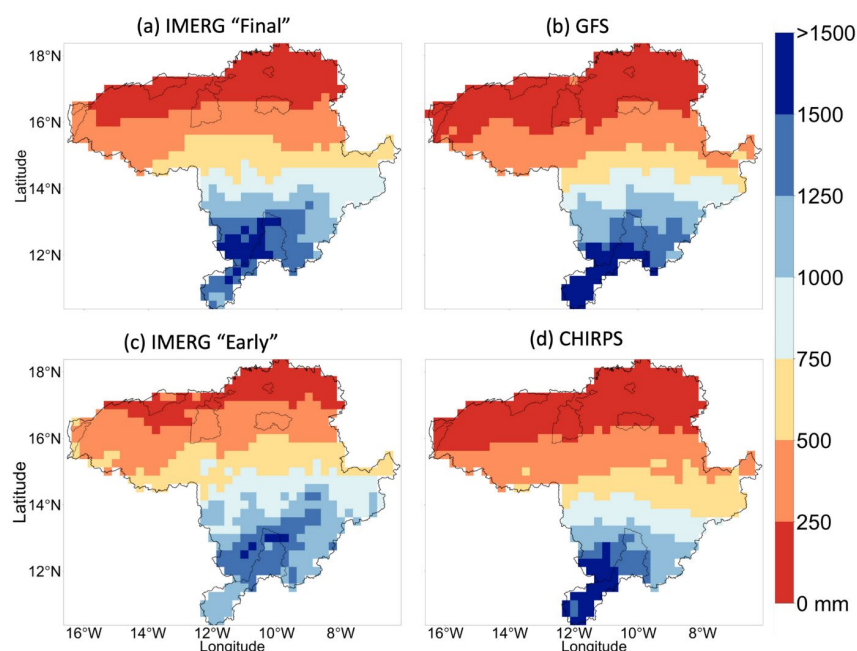 (a) IMERG “Final”
(b) GFS
>1500
18°N
16°N
14°N
12°N
Latitude
1500
1250
1000
750
500
250
0 mm
(c) IMERG “Early”
(d) CHIRPS
18°N
16°N
14°N
12°N
Latitude
16°W 14°W 12°W 10°W 8°W
Longitude
16°W 14°W 12°W 10°W 8°W
Longitude